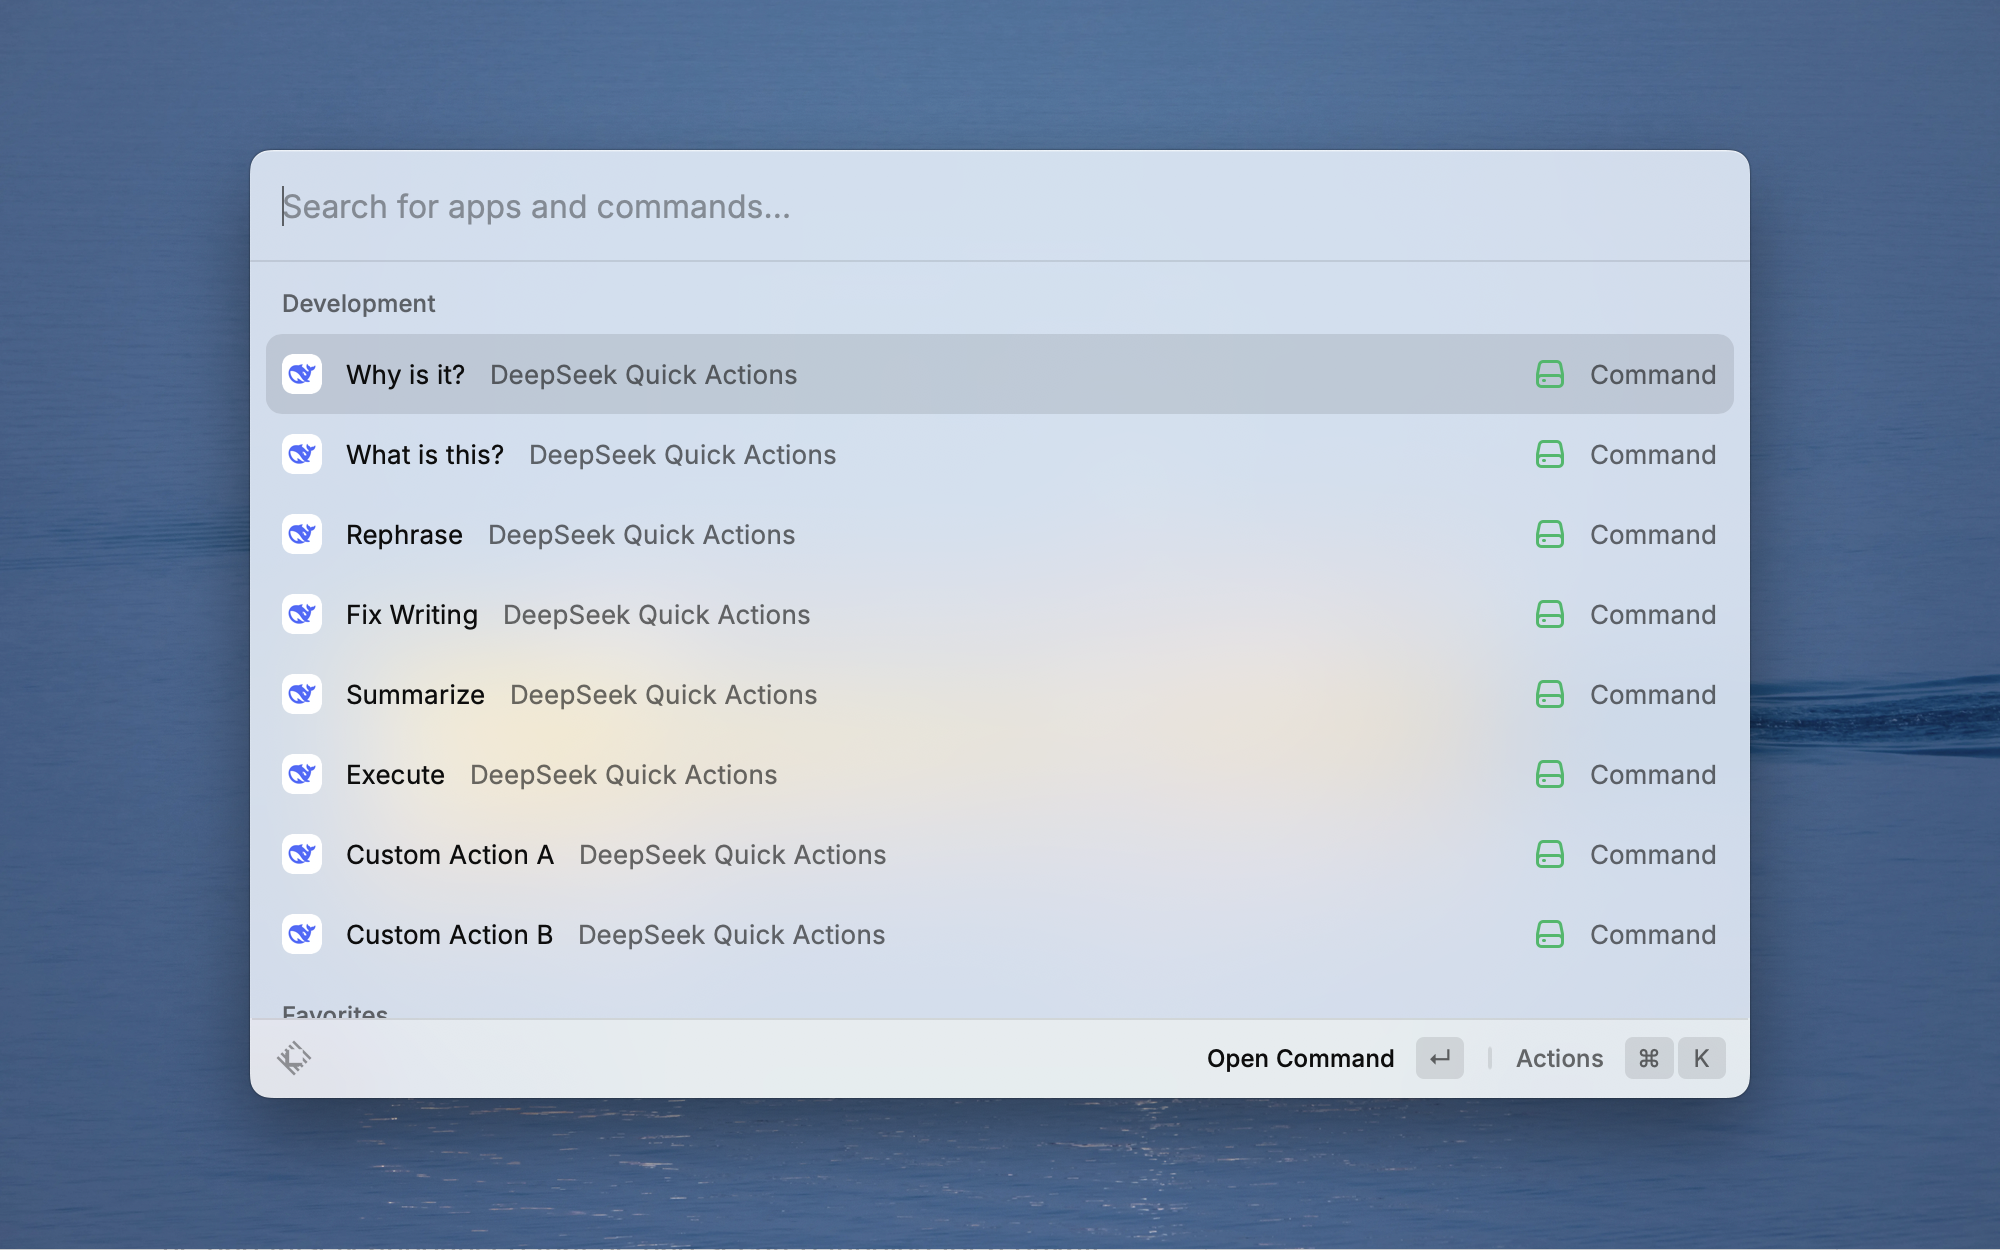 Search for apps and commands...
Development
Why is it? DeepSeek Quick Actions Command
What is this? DeepSeek Quick Actions Command
Rephrase DeepSeek Quick Actions Command
Fix Writing DeepSeek Quick Actions Command
Summarize DeepSeek Quick Actions Command
Execute DeepSeek Quick Actions Command
Custom Action A DeepSeek Quick Actions Command
Custom Action B DeepSeek Quick Actions Command
Favorites
Open Command ↵ Actions ⌘ K